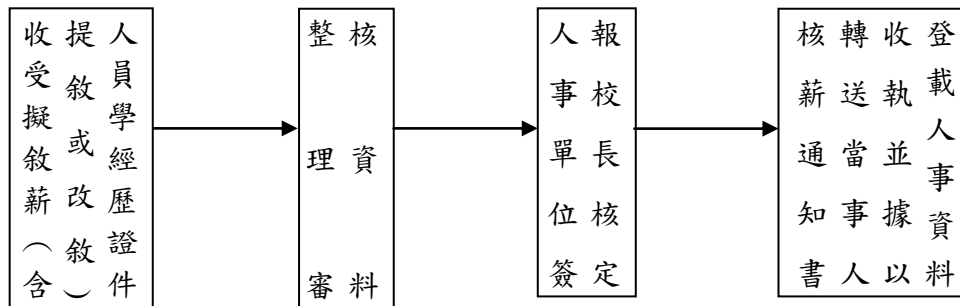 收受擬敘薪（含
提敘或改敘）
人員學經歷證件
整理審
核資料
人事單位簽
報校長核定
核薪通知書
轉送當事人
收執並據以
登載人事資料